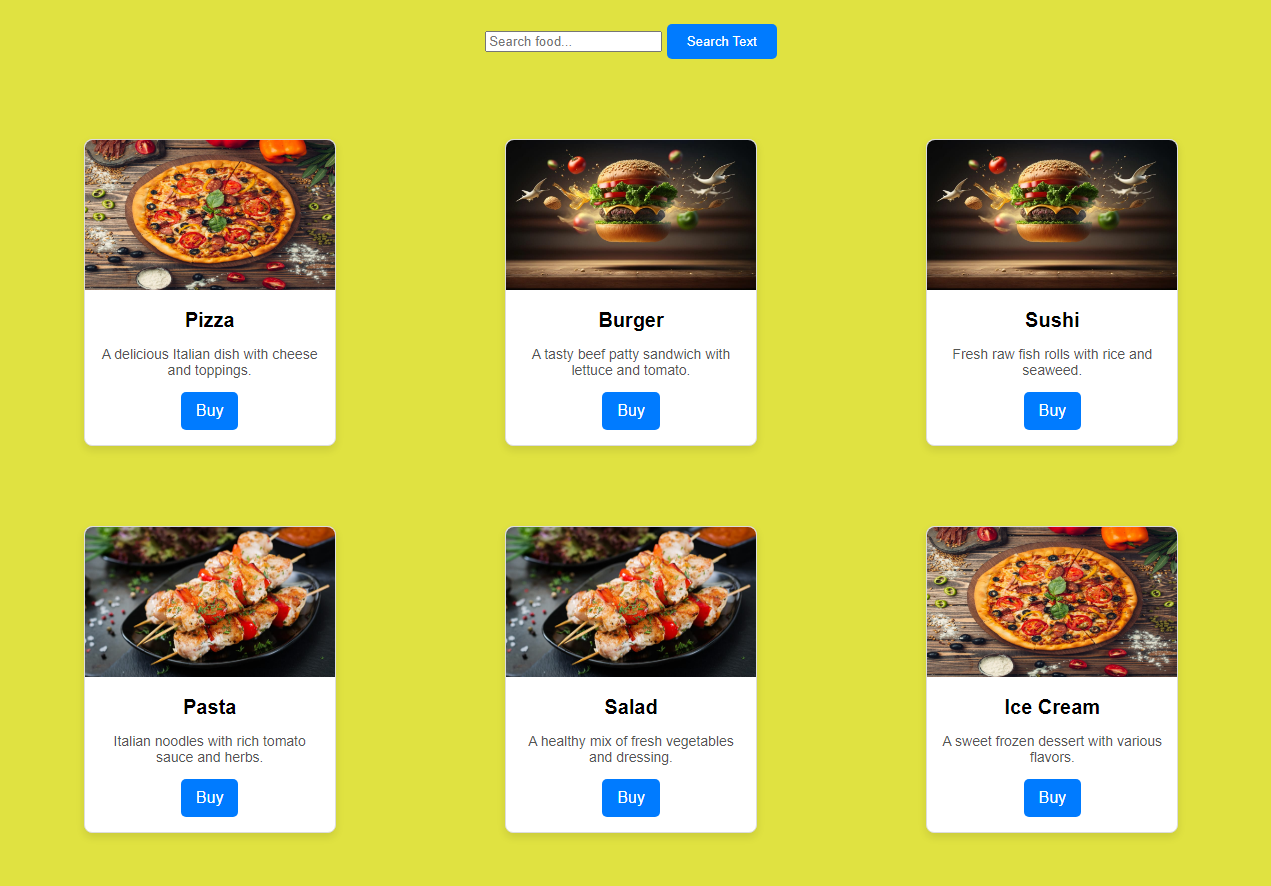 Search food...
Search Text
Pizza
A delicious Italian dish with cheese
and toppings.
Buy
Burger
A tasty beef patty sandwich with
lettuce and tomato.
Buy
Sushi
Fresh raw fish rolls with rice and
seaweed.
Buy
Pasta
Italian noodles with rich tomato
sauce and herbs.
Buy
Salad
A healthy mix of fresh vegetables
and dressing.
Buy
Ice Cream
A sweet frozen dessert with various
flavors.
Buy